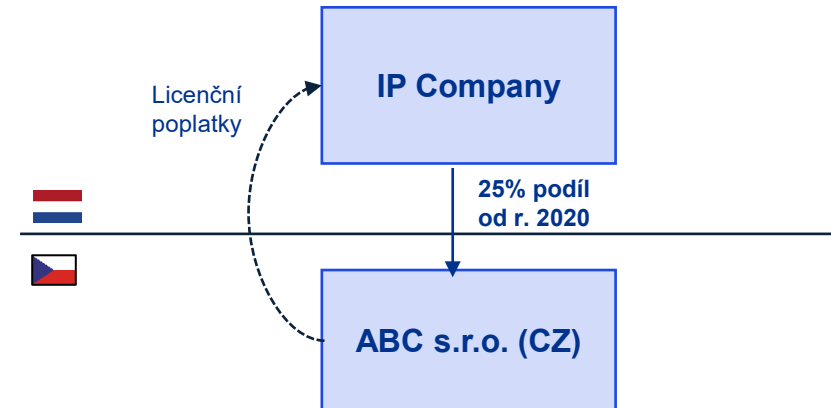 IP Company
Licenční
poplatky
25% podíl
od r. 2020
ABC s.r.o. (CZ)